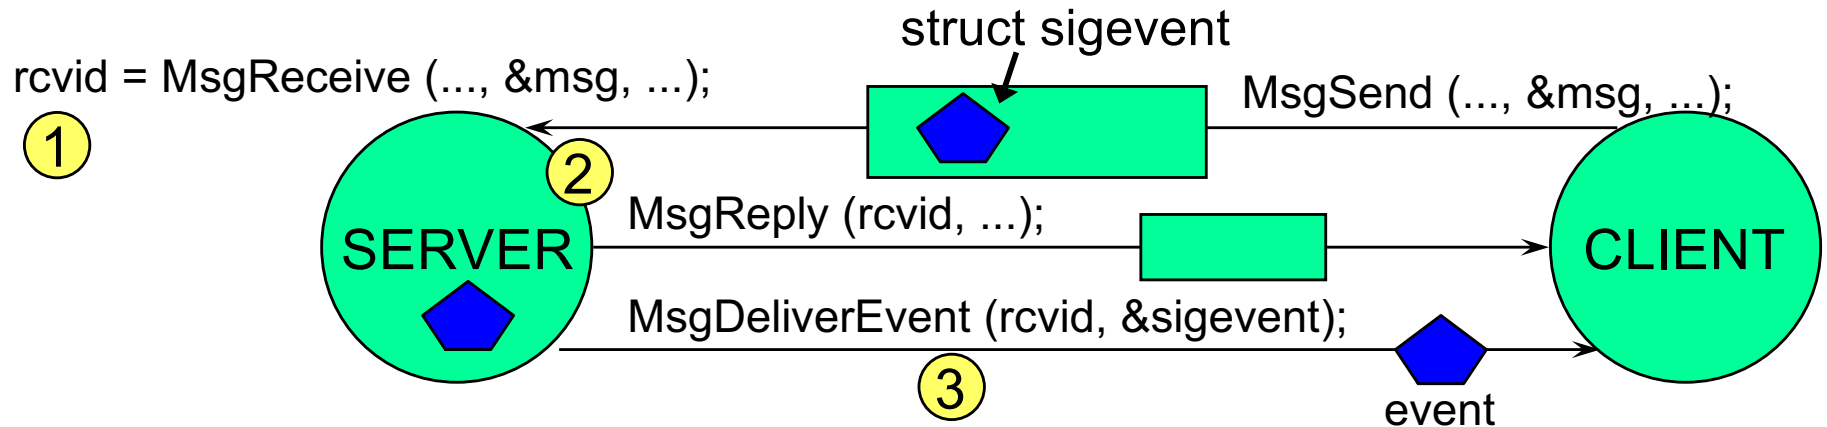 struct sigevent
rcvid = MsgReceive (..., &msg, ...);
MsgSend (..., &msg, ...);
1
2
MsgReply (rcvid, ...);
SERVER
CLIENT
MsgDeliverEvent (rcvid, &sigevent);
3
event